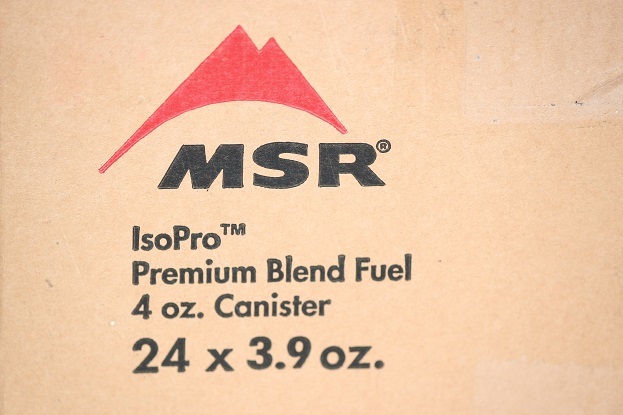 MSR®
IsoPro™
Premium Blend Fuel
4 oz. Canister
24 x 3.9 oz.